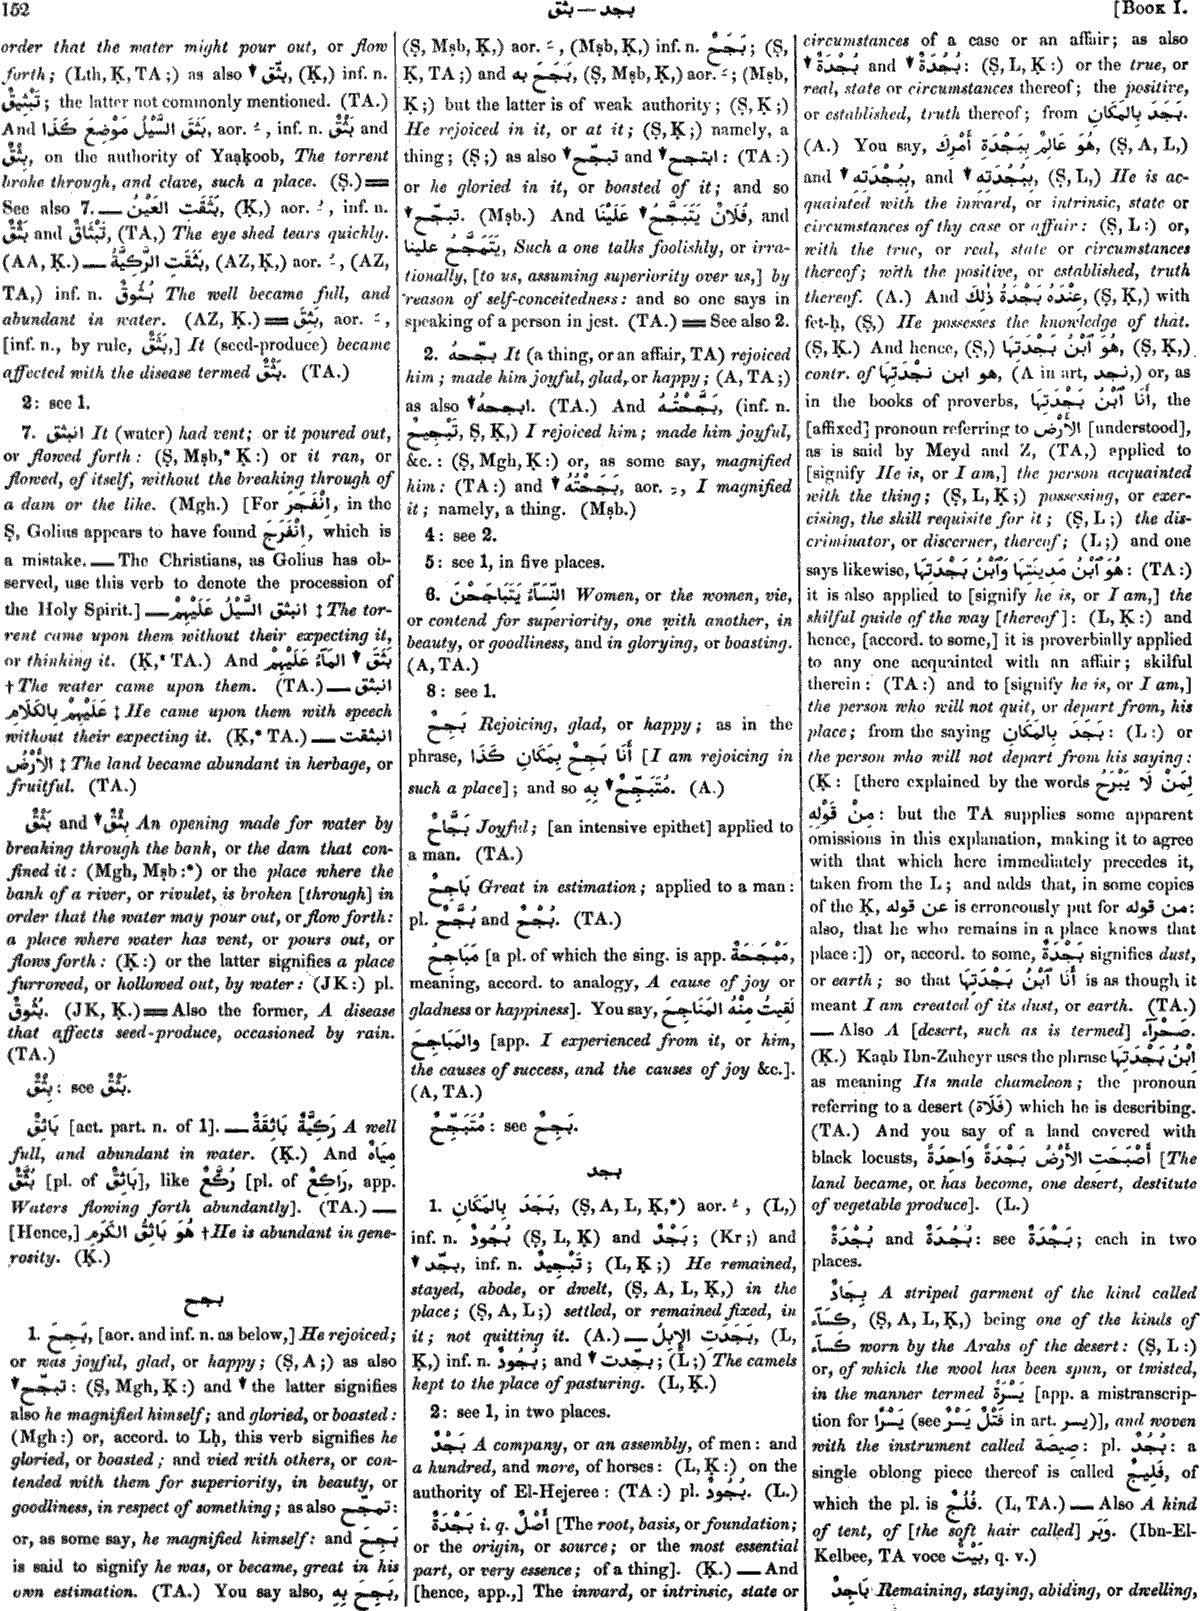 152
بجد — بثق
[BOOK I.
order that the water might pour out, or flow
forth; (Lth, Ḳ, TA;) as also ▼ بثّق, (Ḳ,) inf. n.
تَبْثِيقٌ; the latter not commonly mentioned. (TA.)
And بَثَقَ السَّيْلُ مَوْضِعَ كَذَا, aor. ـُ , inf. n. بَثْقٌ and
بِثْقٌ, on the authority of Yaạḳoob, The torrent
broke through, and clave, such a place. (Ṣ.) ═
See also 7. — بَثَقَتِ العَيْنُ, (Ḳ,) aor. ـُ , inf. n.
بَثْقٌ and تَبْثَاقٌ, (TA,) The eye shed tears quickly.
(AA, Ḳ.) — بَثَقَتِ الرَّكِيَّةُ, (AZ, Ḳ,) aor. ـُ , (AZ,
TA,) inf. n. بُثُوقٌ The well became full, and
abundant in water. (AZ, Ḳ.) ═ بَثِقَ, aor. ـَ ,
[inf. n., by rule, بَثَقٌ,] It (seed-produce) became
affected with the disease termed بَثْقٌ. (TA.)
2: see 1.
7. انبثق It (water) had vent; or it poured out,
or flowed forth: (Ṣ, Mṣb,* Ḳ:) or it ran, or
flowed, of itself, without the breaking through of
a dam or the like. (Mgh.) [For اِنْفَجَرَ, in the
Ṣ, Golius appears to have found اِنْفَرَجَ, which is
a mistake. — The Christians, as Golius has ob-
served, use this verb to denote the procession of
the Holy Spirit.] — انبثق السَّيْلُ عَلَيْهِمْ ‡ The tor-
rent came upon them without their expecting it,
or thinking it. (Ḳ,* TA.) And بَثَقَ ▼ المَآءُ عَلَيْهِمْ
† The water came upon them. (TA.) — انبثق
عَلَيْهِمْ بِالكَلَامِ ‡ He came upon them with speech
without their expecting it. (Ḳ,* TA.) — انبثقت
الأَرْضُ ‡ The land became abundant in herbage, or
fruitful. (TA.)
بَثْقٌ and ▼ بِثْقٌ An opening made for water by
breaking through the bank, or the dam that con-
fined it: (Mgh, Mṣb:*) or the place where the
bank of a river, or rivulet, is broken [through] in
order that the water may pour out, or flow forth:
a place where water has vent, or pours out, or
flows forth: (Ḳ:) or the latter signifies a place
furrowed, or hollowed out, by water: (JK:) pl.
بُثُوقٌ. (JK, Ḳ.) ═ Also the former, A disease
that affects seed-produce, occasioned by rain.
(TA.)
بِثْقٌ: see بَثْقٌ.
بَاثِقٌ [act. part. n. of 1]. — رَكِيَّةٌ بَاثِقَةٌ A well
full, and abundant in water. (Ḳ.) And مِيَاهٌ
بُثَّقٌ [pl. of بَاثِقٌ], like رُكَّعٌ [pl. of رَاكِعٌ, app.
Waters flowing forth abundantly]. (TA.) —
[Hence,] هُوَ بَاثِقُ الكَرَمِ † He is abundant in gene-
rosity. (Ḳ.)
بجح
1. بَجِحَ, [aor. and inf. n. as below,] He rejoiced;
or was joyful, glad, or happy; (Ṣ, A;) as also
▼ تبجّح: (Ṣ, Mgh, Ḳ:) and ▼ the latter signifies
also he magnified himself; and gloried, or boasted:
(Mgh:) or, accord. to Lḥ, this verb signifies he
gloried, or boasted; and vied with others, or con-
tended with them for superiority, in beauty, or
goodliness, in respect of something; as also تمجّح:
or, as some say, he magnified himself: and بَجِحَ
is said to signify he was, or became, great in his
own estimation. (TA.) You say also, بَجِحَ بِهِ,
(Ṣ, Mṣb, Ḳ,) aor. ـَ , (Mṣb, Ḳ,) inf. n. بَجَحٌ; (Ṣ,
Ḳ, TA;) and بَجَحَ به, (Ṣ, Mṣb, Ḳ,) aor. ـَ ; (Mṣb,
Ḳ;) but the latter is of weak authority; (Ṣ, Ḳ;)
He rejoiced in it, or at it; (Ṣ, Ḳ;) namely, a
thing; (Ṣ;) as also ▼ تبجّح and ▼ ابتجح: (TA:)
or he gloried in it, or boasted of it; and so
▼ تبجّح. (Mṣb.) And فُلَانٌ يَتَبَجَّحُ ▼ عَلَيْنَا, and
يَتَمَجَّحُ علينا, Such a one talks foolishly, or irra-
tionally, [to us, assuming superiority over us,] by
reason of self-conceitedness: and so one says in
speaking of a person in jest. (TA.) ═ See also 2.
2. بجّحهُ It (a thing, or an affair, TA) rejoiced
him; made him joyful, glad, or happy; (A, TA;)
as also ▼ ابجحهُ. (TA.) And بَجَّحْتُهُ, (inf. n.
تَبْجِيحٌ, Ṣ, Ḳ,) I rejoiced him; made him joyful,
&c.: (Ṣ, Mgh, Ḳ:) or, as some say, magnified
him: (TA:) and ▼ بَجَحْتُهُ, aor. ـَ , I magnified
it; namely, a thing. (Mṣb.)
4: see 2.
5: see 1, in five places.
6. النِّسَآءُ يَتَبَاجَحْنَ Women, or the women, vie,
or contend for superiority, one with another, in
beauty, or goodliness, and in glorying, or boasting.
(A, TA.)
8: see 1.
بَجِحٌ Rejoicing, glad, or happy; as in the
phrase, أَنَا بَجِحٌ بِمَكَانِ كَذَا [I am rejoicing in
such a place]; and so مُتَبَجِّحٌ ▼ بِهِ. (A.)
بَجَّاحٌ Joyful; [an intensive epithet] applied to
a man. (TA.)
بَاجِحٌ Great in estimation; applied to a man:
pl. بُجَّحٌ and بُجْحٌ. (TA.)
مَبَاجِحُ [a pl. of which the sing. is app. مَبْجَحَةٌ,
meaning, accord. to analogy, A cause of joy or
gladness or happiness]. You say, لَقِيتُ مِنْهُ المَنَاجِحَ
والمَبَاجِحَ [app. I experienced from it, or him,
the causes of success, and the causes of joy &c.].
(A, TA.)
مُتَبَجِّحٌ: see بَجِحٌ.
بجد
1. بَجَدَ بِالمَكَانِ, (Ṣ, A, L, Ḳ,*) aor. ـُ , (L,)
inf. n. بُجُودٌ (Ṣ, L, Ḳ) and بَجْدٌ; (Kr;) and
▼ بجّد, inf. n. تَبْجِيدٌ; (L, Ḳ;) He remained,
stayed, abode, or dwelt, (Ṣ, A, L, Ḳ,) in the
place; (Ṣ, A, L;) settled, or remained fixed, in
it; not quitting it. (A.) — بَجَدَتِ الإِبِلُ, (L,
Ḳ,) inf. n. بُجُودٌ; and ▼ بجّدت; (L;) The camels
kept to the place of pasturing. (L, Ḳ.)
2: see 1, in two places.
بَجْدٌ A company, or an assembly, of men: and
a hundred, and more, of horses: (L, Ḳ:) on the
authority of El-Hejeree: (TA:) pl. بُجُودٌ. (L.)
بَجْدَةٌ i. q. أَصْلٌ [The root, basis, or foundation;
or the origin, or source; or the most essential
part, or very essence; of a thing]. (Ḳ.) — And
[hence, app.,] The inward, or intrinsic, state or
circumstances of a case or an affair; as also
▼ بُجْدَةٌ and ▼ بُجُدَةٌ: (Ṣ, L, Ḳ:) or the true, or
real, state or circumstances thereof; the positive,
or established, truth thereof; from بَجَدَ بِالمَكَانِ.
(A.) You say, هُوَ عَالِمٌ بِبَجْدَةِ أَمْرِكَ, (Ṣ, A, L,)
and ▼ بِبُجْدَتِهِ, and ▼ بِبُجُدَتِهِ, (Ṣ, L,) He is ac-
quainted with the inward, or intrinsic, state or
circumstances of thy case or affair: (Ṣ, L:) or,
with the true, or real, state or circumstances
thereof; with the positive, or established, truth
thereof. (A.) And عِنْدَهُ بَجْدَةُ ذٰلِكَ, (Ṣ, Ḳ,) with
fet-ḥ, (Ṣ,) He possesses the knowledge of that.
(Ṣ, Ḳ.) And hence, (Ṣ,) هُوَ ٱبْنُ بَجْدَتِهَا, (Ṣ, Ḳ,)
contr. of هو ابن نجدتِهَا, (A in art. نجد,) or, as
in the books of proverbs, أَنَا ٱبْنُ بَجْدَتِهَا, the
[affixed] pronoun referring to الأَرْض [understood],
as is said by Meyd and Z, (TA,) applied to
[signify He is, or I am,] the person acquainted
with the thing; (Ṣ, L, Ḳ;) possessing, or exer-
cising, the skill requisite for it; (Ṣ, L;) the dis-
criminator, or discerner, thereof; (L;) and one
says likewise, هُوَ ٱبْنُ مَدِينَتِهَا وَٱبْنُ بَجْدَتِهَا: (TA:)
it is also applied to [signify he is, or I am,] the
skilful guide of the way [thereof]: (L, Ḳ:) and
hence, [accord. to some,] it is proverbially applied
to any one acquainted with an affair; skilful
therein: (TA:) and to [signify he is, or I am,]
the person who will not quit, or depart from, his
place; from the saying بَجَدَ بِالمَكَانِ: (L:) or
the person who will not depart from his saying:
(Ḳ: [there explained by the words لِمَنْ لَا يَبْرَحُ
مِنْ قَوْلِهِ: but the TA supplies some apparent
omissions in this explanation, making it to agree
with that which here immediately precedes it,
taken from the L; and adds that, in some copies
of the Ḳ, عن قوله is erroneously put for من قوله:
also, that he who remains in a place knows that
place:]) or, accord. to some, بَجْدَةٌ signifies dust,
or earth; so that أَنَا ٱبْنُ بَجْدَتِهَا is as though it
meant I am created of its dust, or earth. (TA.)
— Also A [desert, such as is termed] صَحْرَآء.
(Ḳ.) Kaạb Ibn-Zuheyr uses the phrase ابْنُ بَجْدَتِهَا
as meaning Its male chameleon; the pronoun
referring to a desert (فَلَاة) which he is describing.
(TA.) And you say of a land covered with
black locusts, أَصْبَحَتِ الأَرْضُ بَجْدَةً وَاحِدَةً [The
land became, or has become, one desert, destitute
of vegetable produce]. (L.)
بُجْدَةٌ and بُجُدَةٌ: see بَجْدَةٌ; each in two
places.
بِجَادٌ A striped garment of the kind called
كِسَآء, (Ṣ, A, L, Ḳ,) being one of the kinds of
كِسَآء worn by the Arabs of the desert: (Ṣ, L:)
or, of which the wool has been spun, or twisted,
in the manner termed يَسْرَةً [app. a mistranscrip-
tion for يَسْرًا (see فَتْلٌ يَسْرٌ in art. يسر)], and woven
with the instrument called صِيصَة: pl. بُجُدٌ: a
single oblong piece thereof is called فَلِيجٌ, of
which the pl. is فُلُجٌ. (L, TA.) — Also A kind
of tent, of [the soft hair called] وَبَر. (Ibn-El-
Kelbee, TA voce بَيْتٌ, q. v.)
بَاجِدٌ Remaining, staying, abiding, or dwelling,